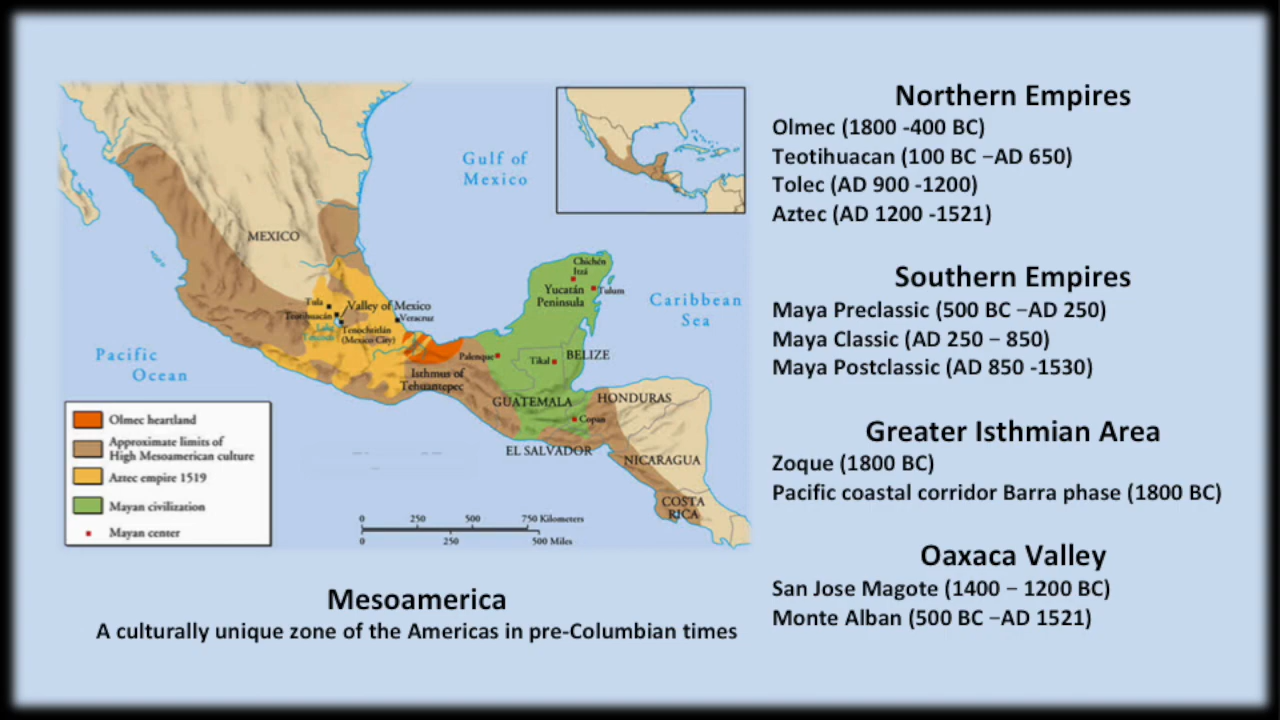 Gulf of
Mexico
MEXICO
Chichén
Itzá
Yucatán
Peninsula
Tulum
Caribbean
Sea
Tula
Valley of Mexico
Teotihuacán
Veracruz
Lake
Tenochtitlán
(Mexico City)
Pacific
Ocean
Palenque
Tikal
BELIZE
Isthmus of
Tehuantepec
GUATEMALA
HONDURAS
Copan
EL SALVADOR
NICARAGUA
COSTA
RICA
Olmec heartland
Approximate limits of
High Mesoamerican culture
Aztec empire 1519
Mayan civilization
Mayan center
0 250 500 750 Kilometers
0 250 500 Miles
Mesoamerica
A culturally unique zone of the Americas in pre-Columbian times
Northern Empires
Olmec (1800 -400 BC)
Teotihuacan (100 BC –AD 650)
Tolec (AD 900 -1200)
Aztec (AD 1200 -1521)
Southern Empires
Maya Preclassic (500 BC –AD 250)
Maya Classic (AD 250 – 850)
Maya Postclassic (AD 850 -1530)
Greater Isthmian Area
Zoque (1800 BC)
Pacific coastal corridor Barra phase (1800 BC)
Oaxaca Valley
San Jose Magote (1400 – 1200 BC)
Monte Alban (500 BC –AD 1521)